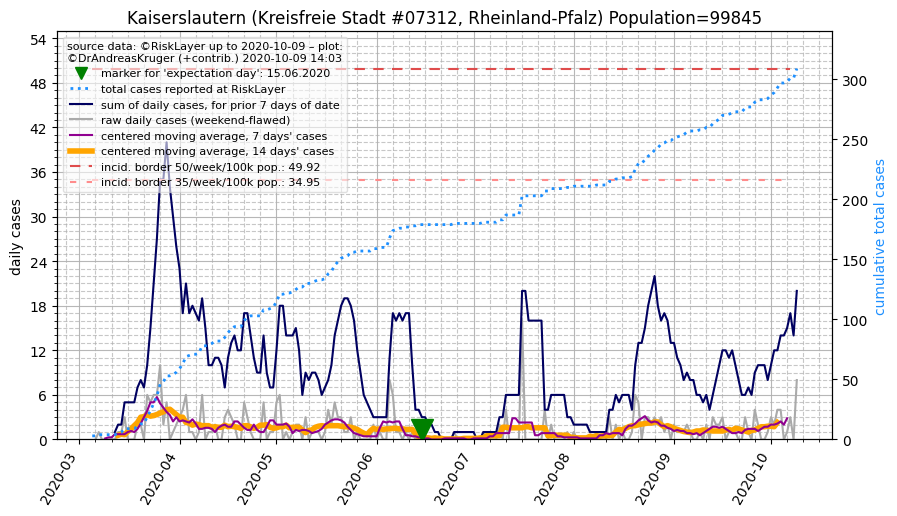 Kaiserslautern (Kreisfreie Stadt #07312, Rheinland-Pfalz) Population=99845
source data: ©RiskLayer up to 2020-10-09 – plot:
©DrAndreasKruger (+contrib.) 2020-10-09 14:03
marker for 'expectation day': 15.06.2020
total cases reported at RiskLayer
sum of daily cases, for prior 7 days of date
raw daily cases (weekend-flawed)
centered moving average, 7 days' cases
centered moving average, 14 days' cases
incid. border 50/week/100k pop.: 49.92
incid. border 35/week/100k pop.: 34.95
daily cases
54
48
42
36
30
24
18
12
6
0
cumulative total cases
300
250
200
150
100
50
0
2020-03
2020-04
2020-05
2020-06
2020-07
2020-08
2020-09
2020-10